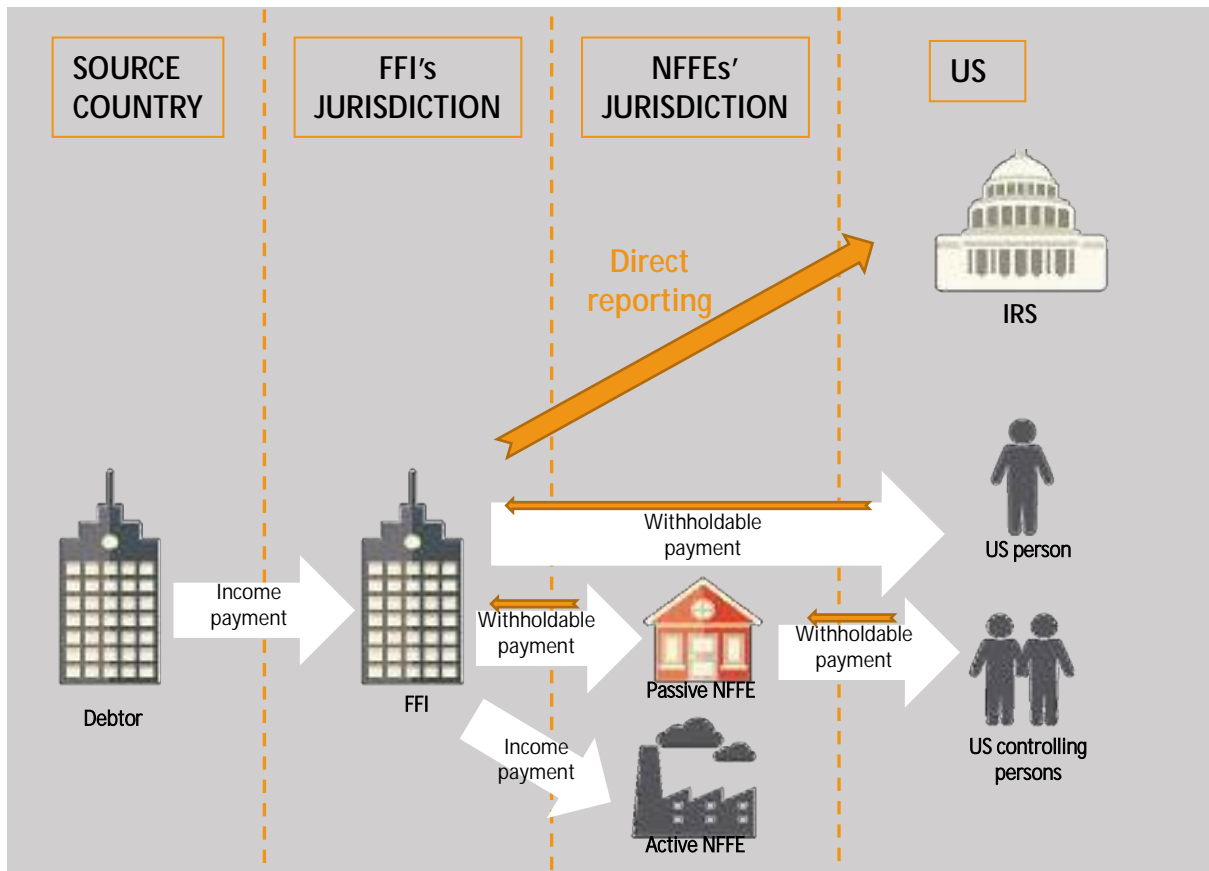 SOURCE
COUNTRY
FFI's
JURISDICTION
NFFEs'
JURISDICTION
US
Direct
reporting
IRS
Withholdable
payment
US person
Income
payment
Withholdable
payment
Withholdable
payment
Passive NFFE
Debtor
FFI
US controlling
persons
Income
payment
Active NFFE